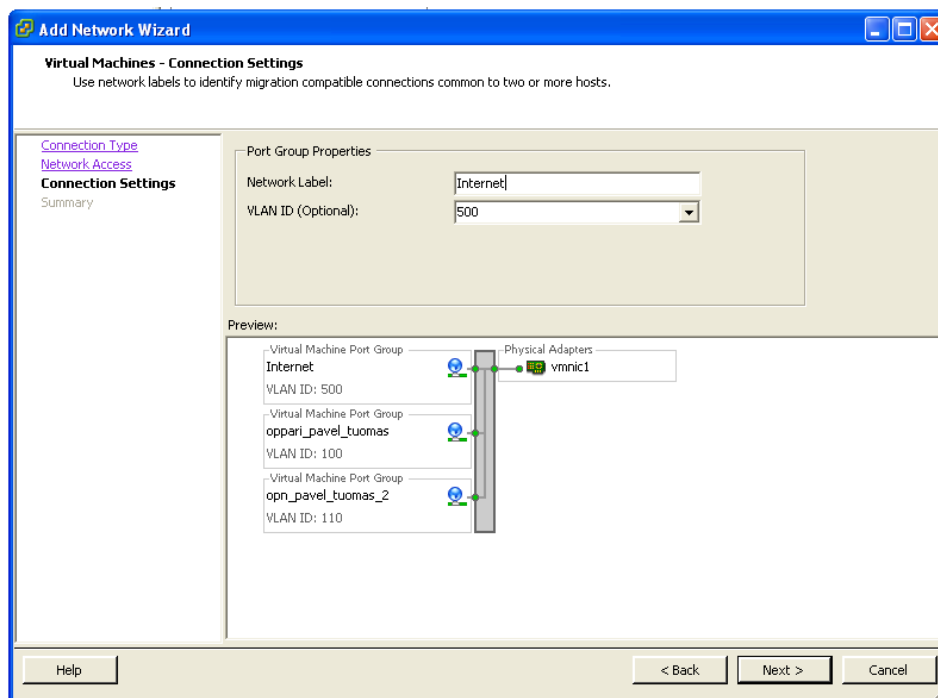 Add Network Wizard
Virtual Machines - Connection Settings
Use network labels to identify migration compatible connections common to two or more hosts.
Connection Type
Network Access
Connection Settings
Summary
Port Group Properties
Network Label:
Internet
VLAN ID (Optional):
500
Preview:
Virtual Machine Port Group
Internet
VLAN ID: 500
Physical Adapters
vmnic1
Virtual Machine Port Group
oppari_pavel_tuomas
VLAN ID: 100
Virtual Machine Port Group
opn_pavel_tuomas_2
VLAN ID: 110
Help
< Back
Next >
Cancel